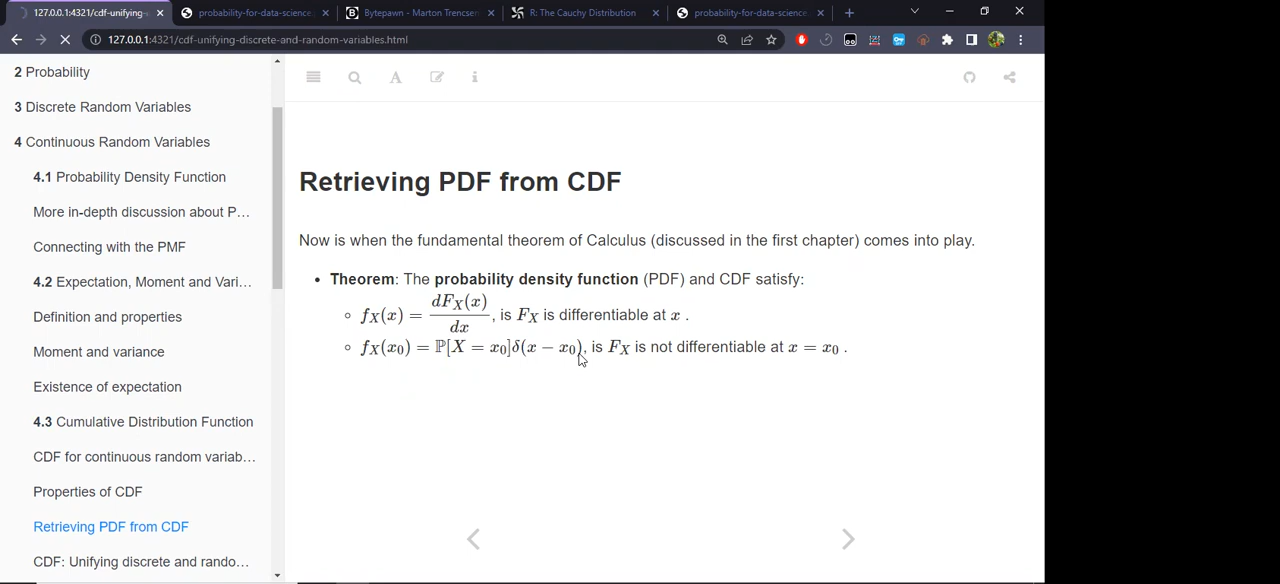 127.0.0.1:4321/cdf-unifying-
probability-for-data-science.
Bytepawn - Marton Trencser
R: The Cauchy Distribution
probability-for-data-science.
127.0.0.1:4321/cdf-unifying-discrete-and-random-variables.html
2 Probability
3 Discrete Random Variables
4 Continuous Random Variables
4.1 Probability Density Function
More in-depth discussion about P...
Connecting with the PMF
4.2 Expectation, Moment and Vari...
Definition and properties
Moment and variance
Existence of expectation
4.3 Cumulative Distribution Function
CDF for continuous random variab...
Properties of CDF
Retrieving PDF from CDF
CDF: Unifying discrete and rando...
Retrieving PDF from CDF
Now is when the fundamental theorem of Calculus (discussed in the first chapter) comes into play.
• Theorem: The probability density function (PDF) and CDF satisfy:
∘ f_X(x) = dF_X(x)/dx, is F_X is differentiable at x .
∘ f_X(x_0) = ℙ[X = x_0]δ(x − x_0), is F_X is not differentiable at x = x_0 .